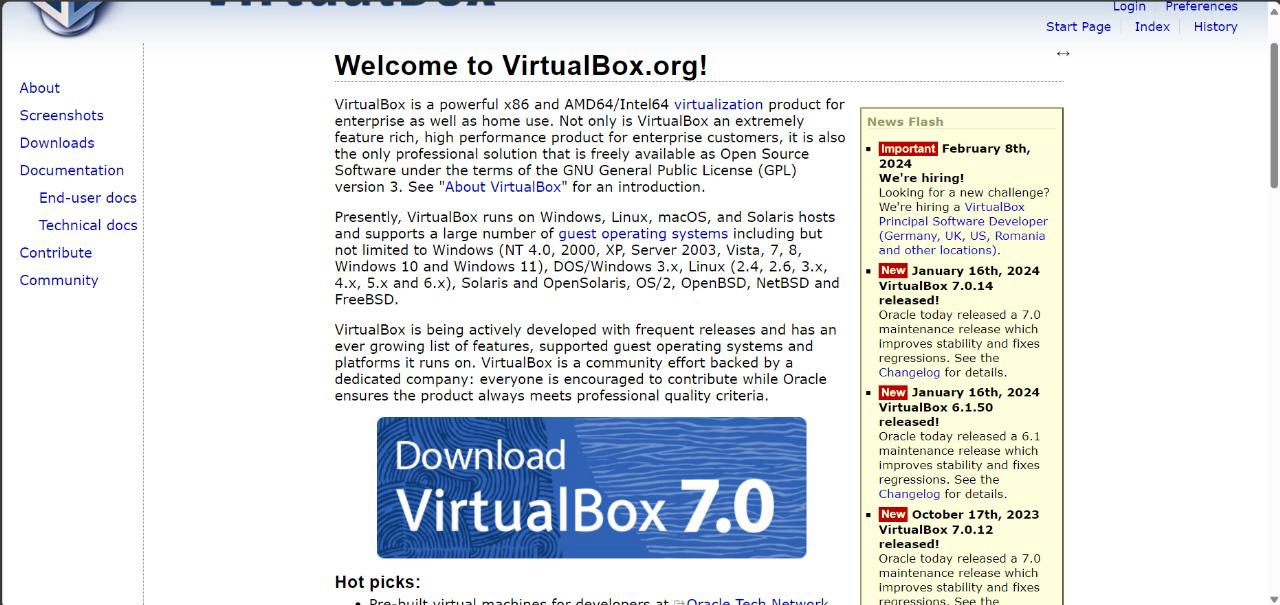 VirtualBox
Login Preferences
Start Page Index History
About
Screenshots
Downloads
Documentation
End-user docs
Technical docs
Contribute
Community
Welcome to VirtualBox.org!
VirtualBox is a powerful x86 and AMD64/Intel64 virtualization product for
enterprise as well as home use. Not only is VirtualBox an extremely
feature rich, high performance product for enterprise customers, it is also
the only professional solution that is freely available as Open Source
Software under the terms of the GNU General Public License (GPL)
version 3. See "About VirtualBox" for an introduction.
Presently, VirtualBox runs on Windows, Linux, macOS, and Solaris hosts
and supports a large number of guest operating systems including but
not limited to Windows (NT 4.0, 2000, XP, Server 2003, Vista, 7, 8,
Windows 10 and Windows 11), DOS/Windows 3.x, Linux (2.4, 2.6, 3.x,
4.x, 5.x and 6.x), Solaris and OpenSolaris, OS/2, OpenBSD, NetBSD and
FreeBSD.
VirtualBox is being actively developed with frequent releases and has an
ever growing list of features, supported guest operating systems and
platforms it runs on. VirtualBox is a community effort backed by a
dedicated company: everyone is encouraged to contribute while Oracle
ensures the product always meets professional quality criteria.
Download
VirtualBox 7.0
Hot picks:
Pre-built virtual machines for developers at Oracle Tech Network
News Flash
Important February 8th,
2024
We're hiring!
Looking for a new challenge?
We're hiring a VirtualBox
Principal Software Developer
(Germany, UK, US, Romania
and other locations).
New January 16th, 2024
VirtualBox 7.0.14
released!
Oracle today released a 7.0
maintenance release which
improves stability and fixes
regressions. See the
Changelog for details.
New January 16th, 2024
VirtualBox 6.1.50
released!
Oracle today released a 6.1
maintenance release which
improves stability and fixes
regressions. See the
Changelog for details.
New October 17th, 2023
VirtualBox 7.0.12
released!
Oracle today released a 7.0
maintenance release which
improves stability and fixes
regressions. See the